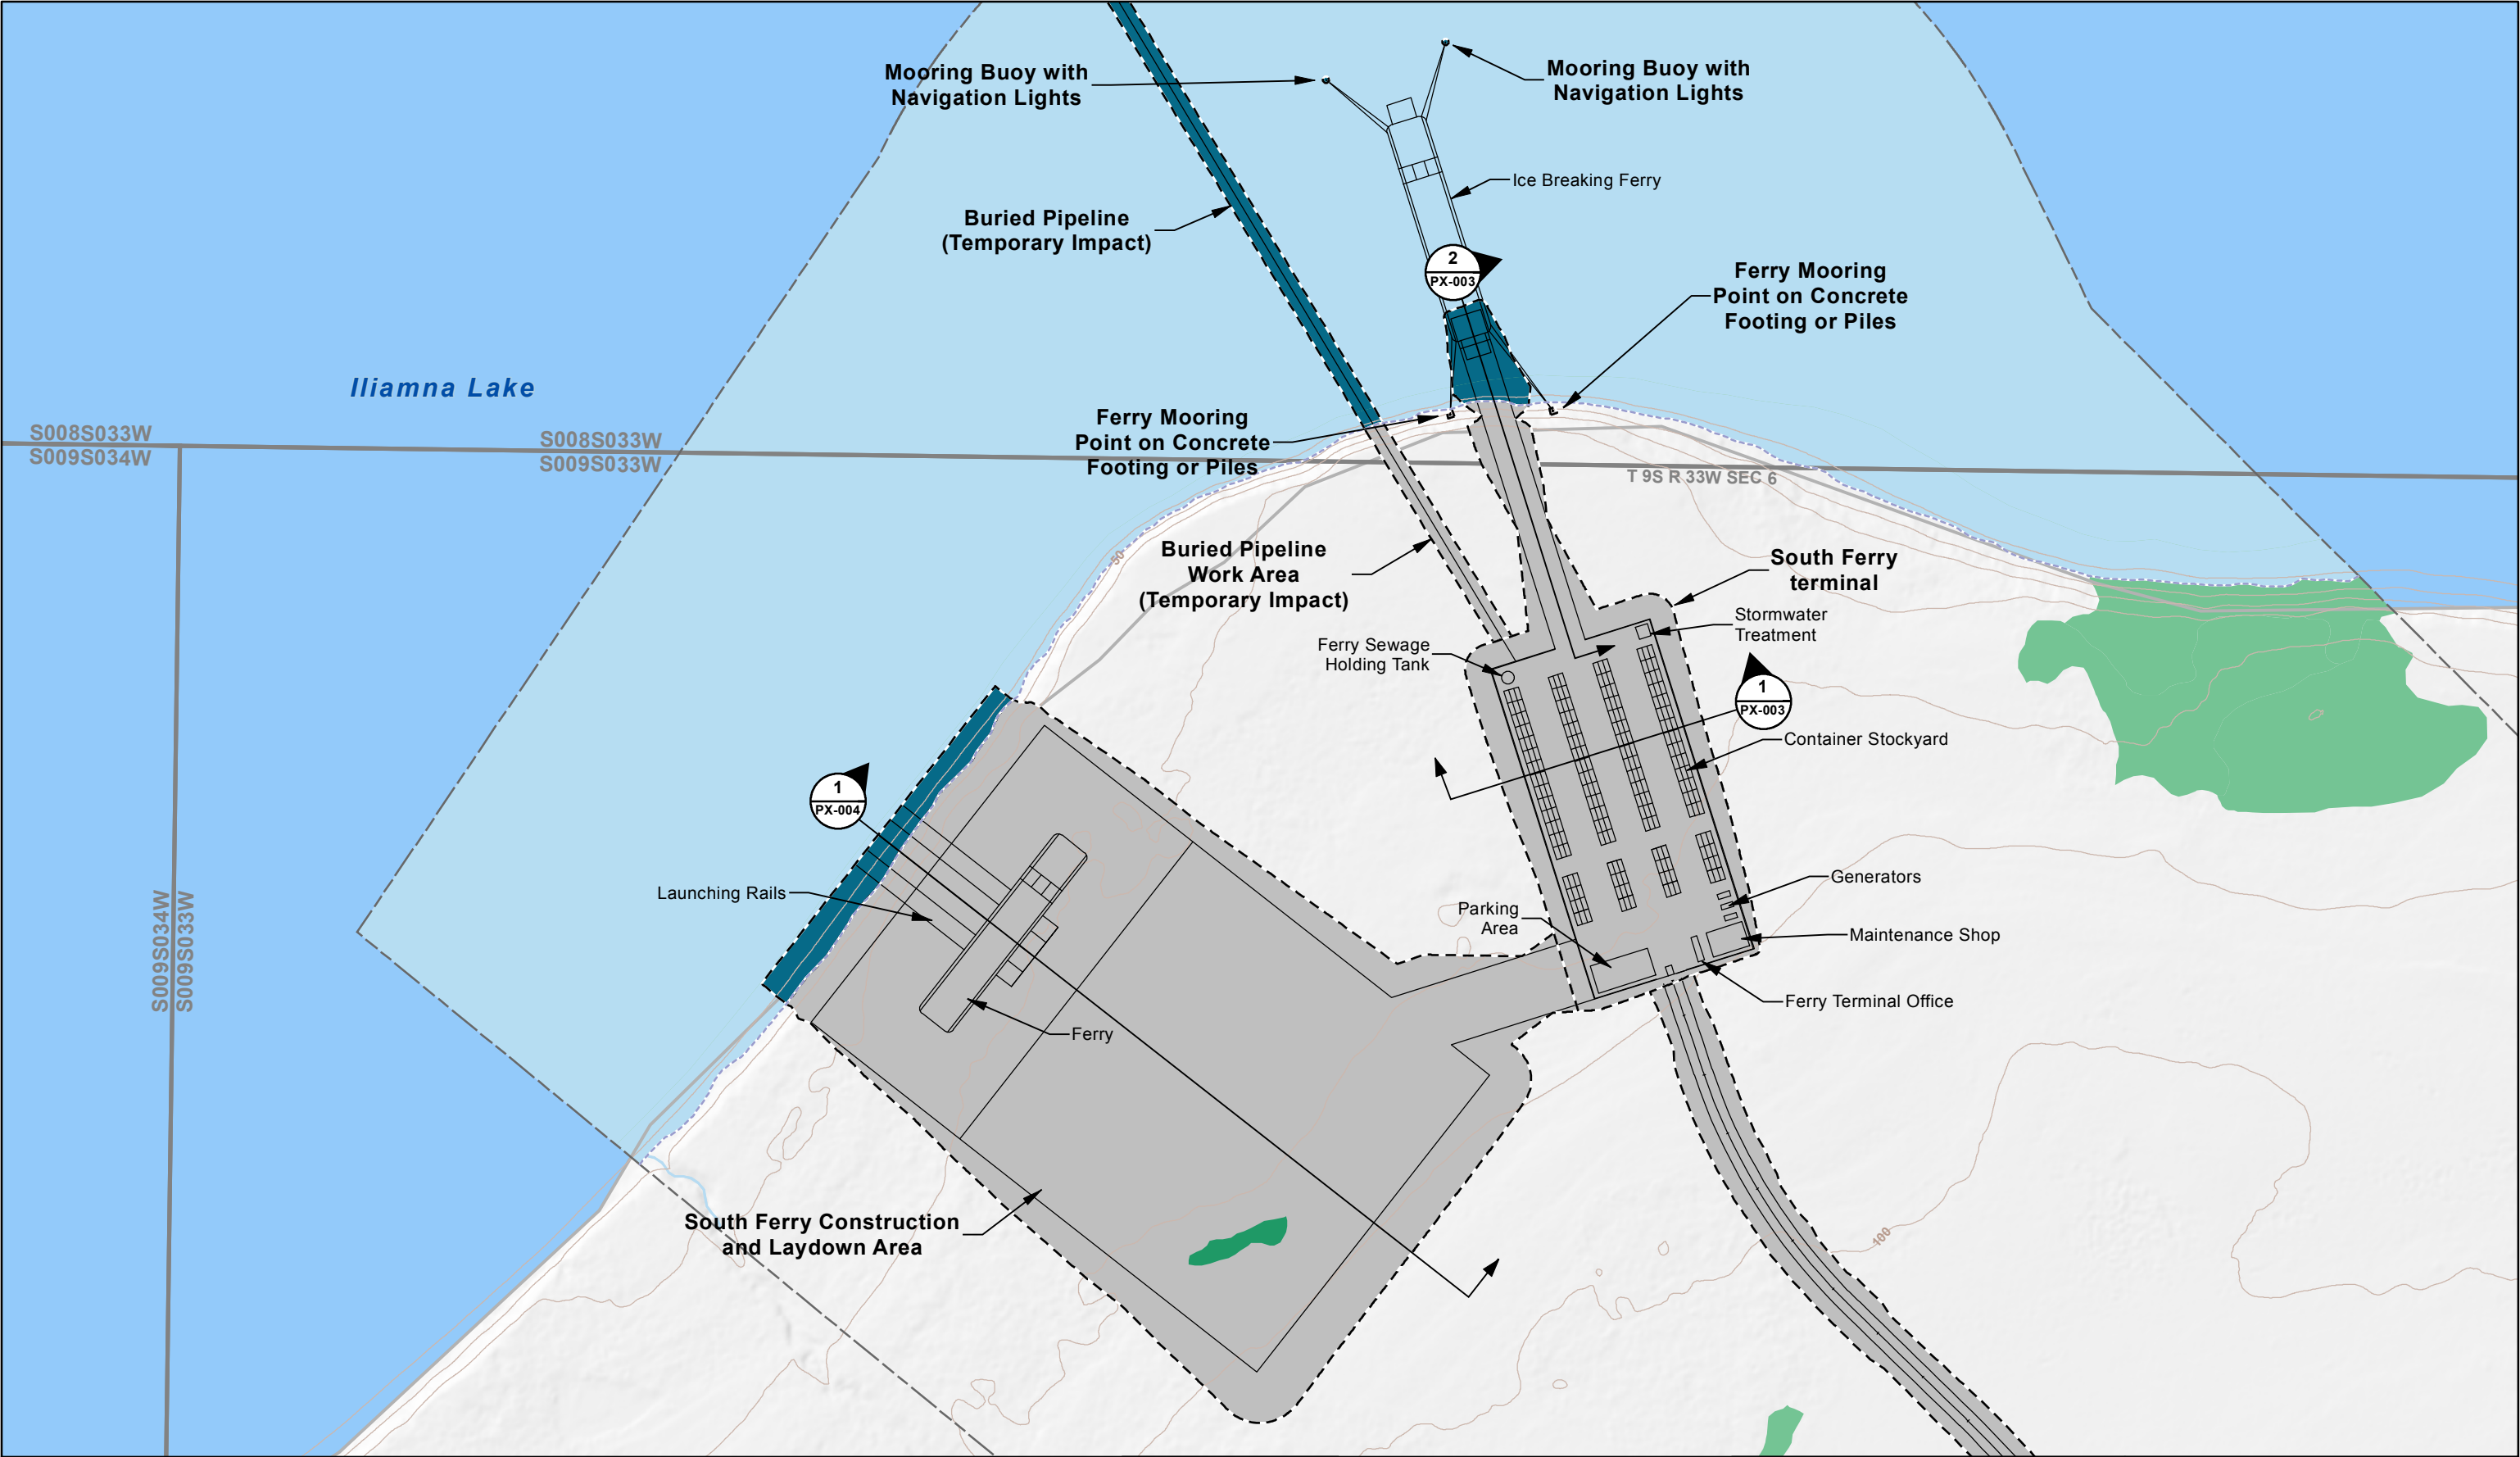 Mooring Buoy with
Navigation Lights
Mooring Buoy with
Navigation Lights
Ice Breaking Ferry
Buried Pipeline
(Temporary Impact)
2
PX-003
Ferry Mooring
Point on Concrete
Footing or Piles
Iliamna Lake
Ferry Mooring
Point on Concrete
Footing or Piles
S008S033W
S009S034W
S008S033W
S009S033W
T 9S R 33W SEC 6
50
Buried Pipeline
Work Area
(Temporary Impact)
South Ferry
terminal
Stormwater
Treatment
Ferry Sewage
Holding Tank
1
PX-003
Container Stockyard
1
PX-004
Launching Rails
Generators
Parking
Area
Maintenance Shop
S009S034W
S009S033W
Ferry Terminal Office
Ferry
South Ferry Construction
and Laydown Area
100